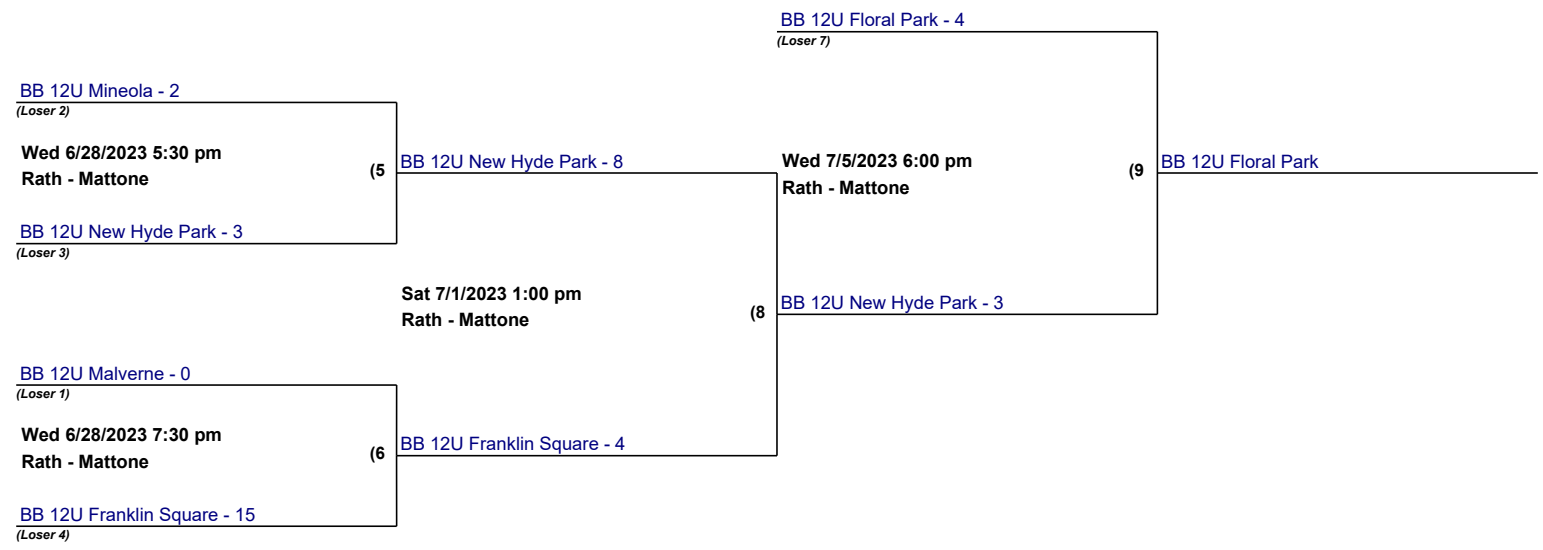 BB 12U Floral Park - 4
(Loser 7)
BB 12U Mineola - 2
(Loser 2)
Wed 6/28/2023 5:30 pm
Rath - Mattone
(5
BB 12U New Hyde Park - 8
Wed 7/5/2023 6:00 pm
Rath - Mattone
(9
BB 12U Floral Park
BB 12U New Hyde Park - 3
(Loser 3)
Sat 7/1/2023 1:00 pm
Rath - Mattone
(8
BB 12U New Hyde Park - 3
BB 12U Malverne - 0
(Loser 1)
Wed 6/28/2023 7:30 pm
Rath - Mattone
(6
BB 12U Franklin Square - 4
BB 12U Franklin Square - 15
(Loser 4)